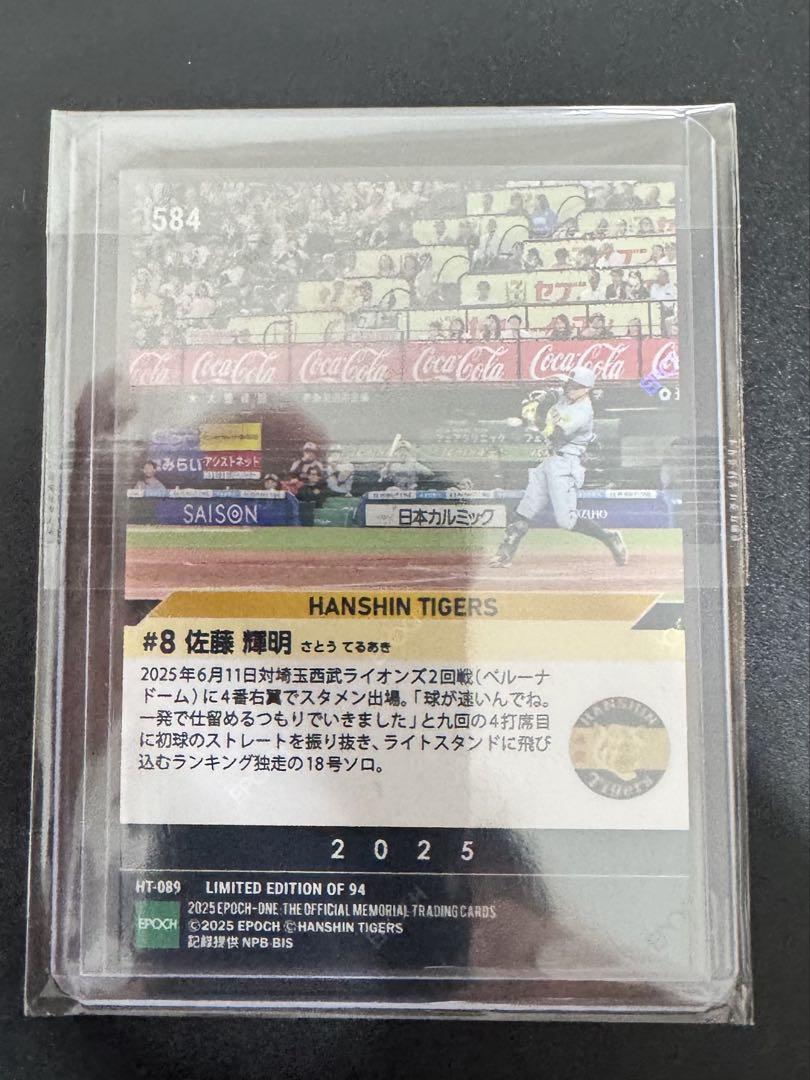 584
セブ
Coca-Cola Coca-Cola Coca-Cola Coca-Cola Coca-Cola
みらい アシストネット
SAISON 日本カルミック MIZUHO
HANSHIN TIGERS
#8 佐藤 輝明 さとう てるあき
2025年6月11日対埼玉西武ライオンズ2回戦(ベルーナ
ドーム)に4番右翼でスタメン出場。「球が速いんでね。
一発で仕留めるつもりでいきました」と九回の4打席目
に初球のストレートを振り抜き、ライトスタンドに飛び
込むランキング独走の18号ソロ。
HANSHIN
Tigers
2025
HT-089 LIMITED EDITION OF 94
EPOCH
2025 EPOCH-ONE THE OFFICIAL MEMORIAL TRADING CARDS
©2025 EPOCH ©HANSHIN TIGERS
記録提供 NPB BIS